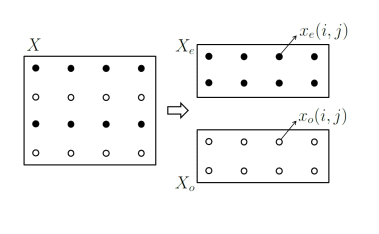 X
X_e
x_e(i, j)
x_o(i, j)
X_o